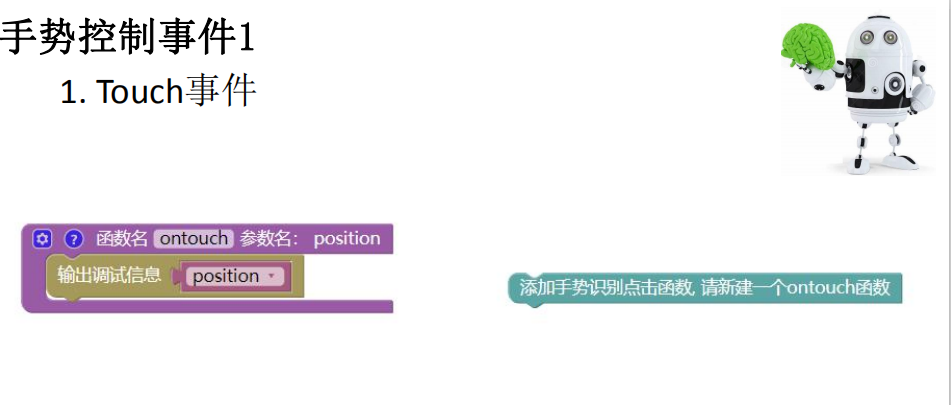 手势控制事件1
1. Touch事件
? 函数名 ontouch 参数名： position
输出调试信息 position
添加手势识别点击函数, 请新建一个ontouch函数